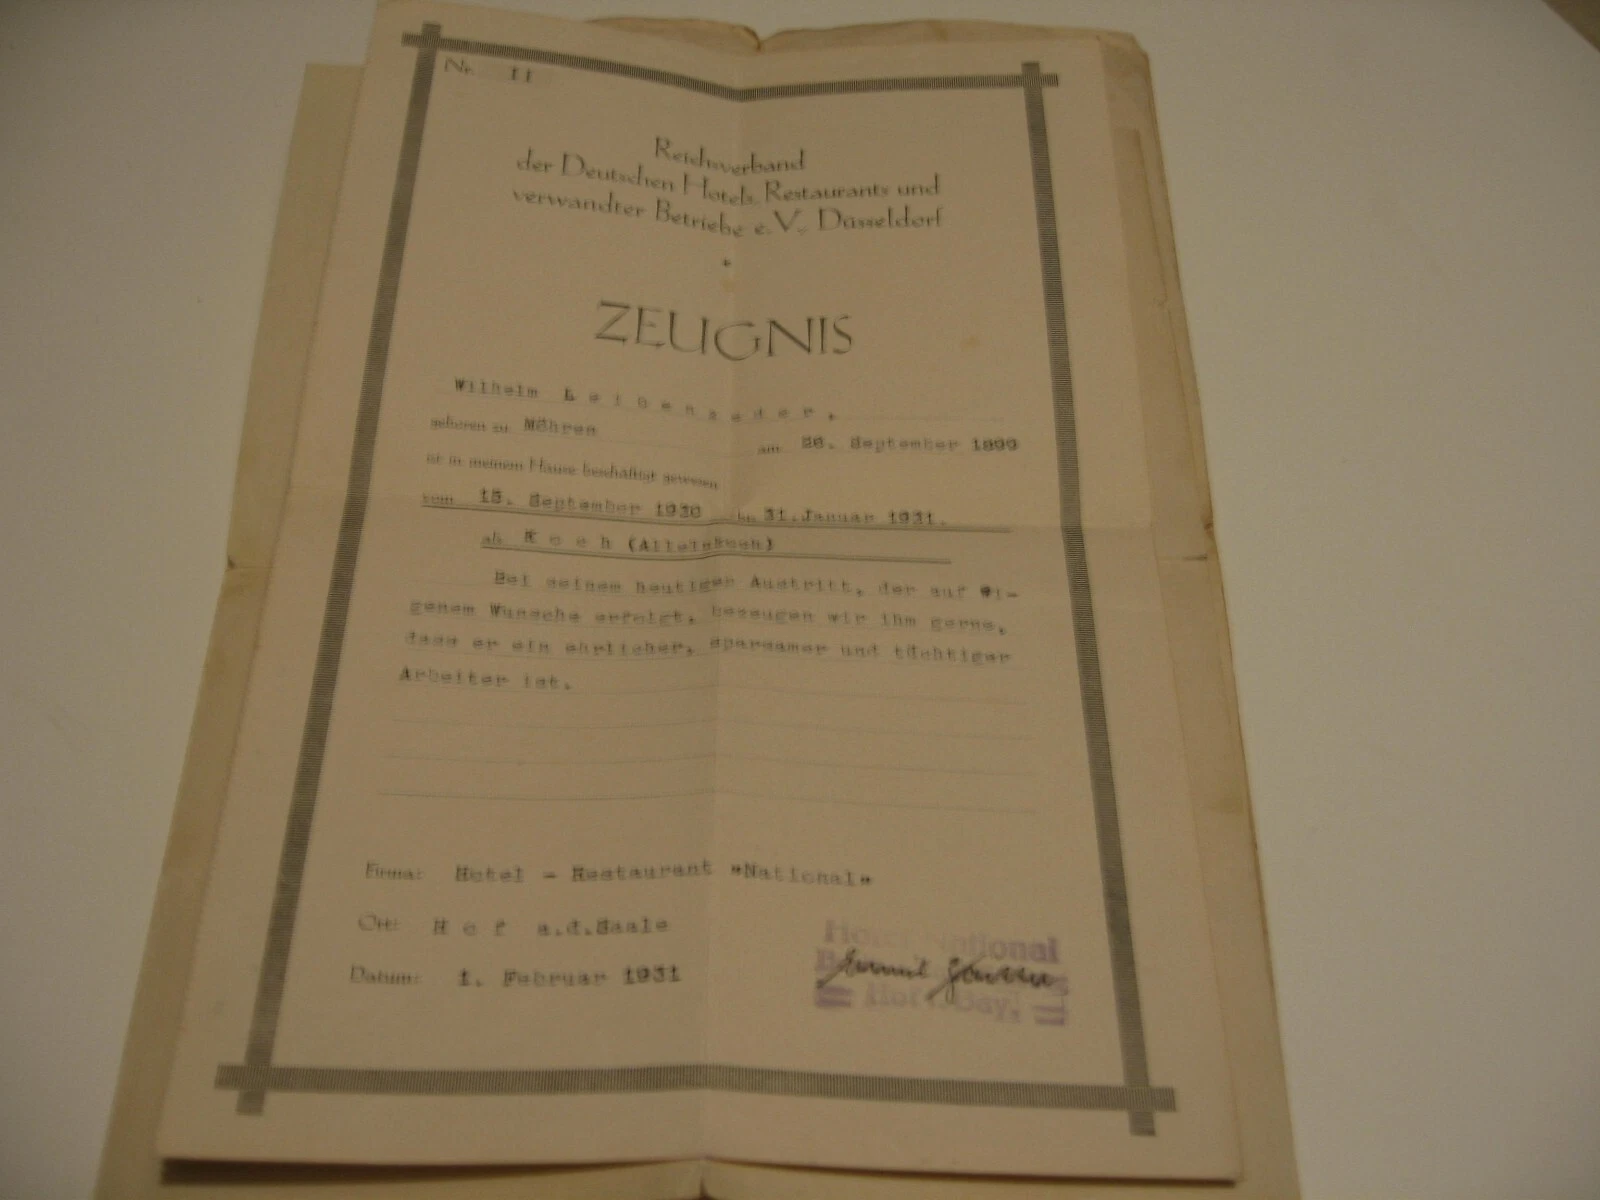 Nr. 11
Reichsverband
der Deutschen Hotels, Restaurants und
verwandter Betriebe e. V., Düsseldorf
*
ZEUGNIS
Wilhelm L e i b e n z e d e r .
geboren zu Möhren am 26. September 1899
ist in meinem Hause beschäftigt gewesen
vom 15. September 1930 bis 31.Januar 1931.
als K o c h (Alleinkoch)
Bei seinem heutigen Austritt, der auf ei-
genem Wunsche erfolgt, bezeugen wir ihm gerne,
dass er ein ehrlicher, sparsamer und tüchtiger
Arbeiter ist.
Firma: Hotel - Restaurant "National"
Ort: H o f a.d.Saale
Datum: 1. Februar 1931
Hotel National
Hof i. Bay.